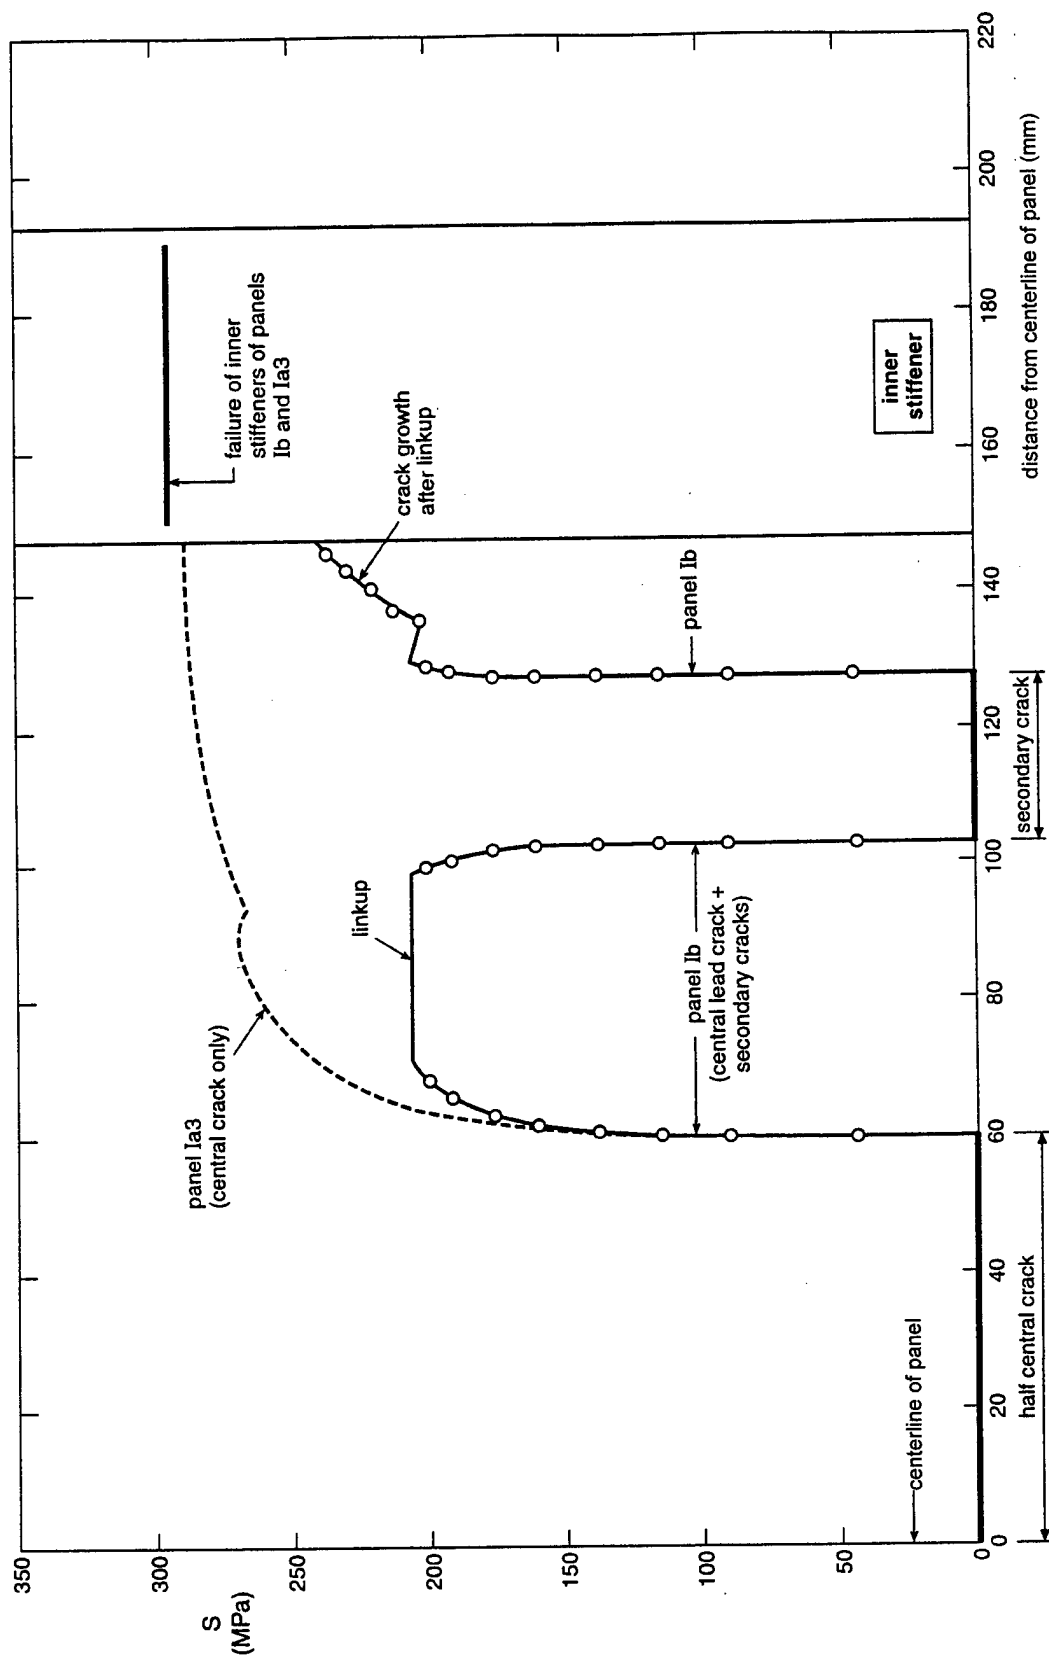 350
300
250
200
150
100
50
0
S
(MPa)
panel Ia3
(central crack only)
linkup
failure of inner
stiffeners of panels
Ib and Ia3
crack growth
after linkup
panel Ib
(central lead crack +
secondary cracks)
panel Ib
inner
stiffener
centerline of panel
0
20
40
60
80
100
120
140
160
180
200
220
half central crack
secondary crack
distance from centerline of panel (mm)